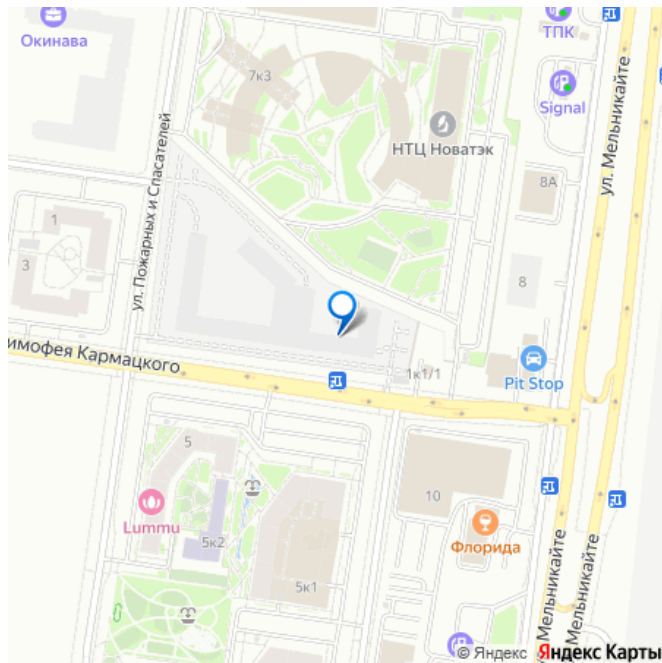 Окинава
ТПК
7к3
Signal
НТЦ Новатэк
ул. Мельникайте
8А
ул. Пожарных и Спасателей
1
3
8
имофея Кармацкого
1к1/1
Pit Stop
5
10
Lummu
5к2
Флорида
5к1
Мельникайте
Мельникайте
© Яндекс Яндекс Карты